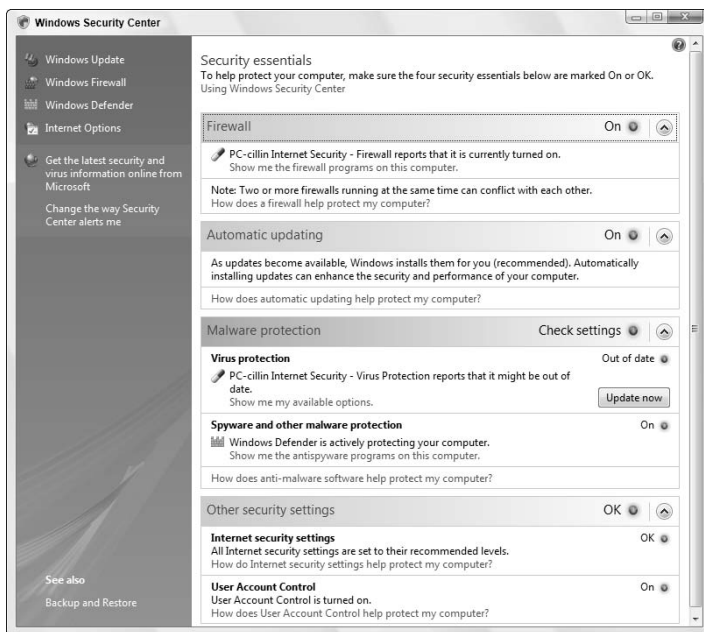 Windows Security Center
Windows Update
Windows Firewall
Windows Defender
Internet Options
Get the latest security and
virus information online from
Microsoft
Change the way Security
Center alerts me
See also
Backup and Restore
Security essentials
To help protect your computer, make sure the four security essentials below are marked On or OK.
Using Windows Security Center
Firewall On
PC-cillin Internet Security - Firewall reports that it is currently turned on.
Show me the firewall programs on this computer.
Note: Two or more firewalls running at the same time can conflict with each other.
How does a firewall help protect my computer?
Automatic updating On
As updates become available, Windows installs them for you (recommended). Automatically
installing updates can enhance the security and performance of your computer.
How does automatic updating help protect my computer?
Malware protection Check settings
Virus protection Out of date
PC-cillin Internet Security - Virus Protection reports that it might be out of
date.
Show me my available options.
Update now
Spyware and other malware protection On
Windows Defender is actively protecting your computer.
Show me the antispyware programs on this computer.
How does anti-malware software help protect my computer?
Other security settings OK
Internet security settings OK
All Internet security settings are set to their recommended levels.
How do Internet security settings help protect my computer?
User Account Control On
User Account Control is turned on.
How does User Account Control help protect my computer?